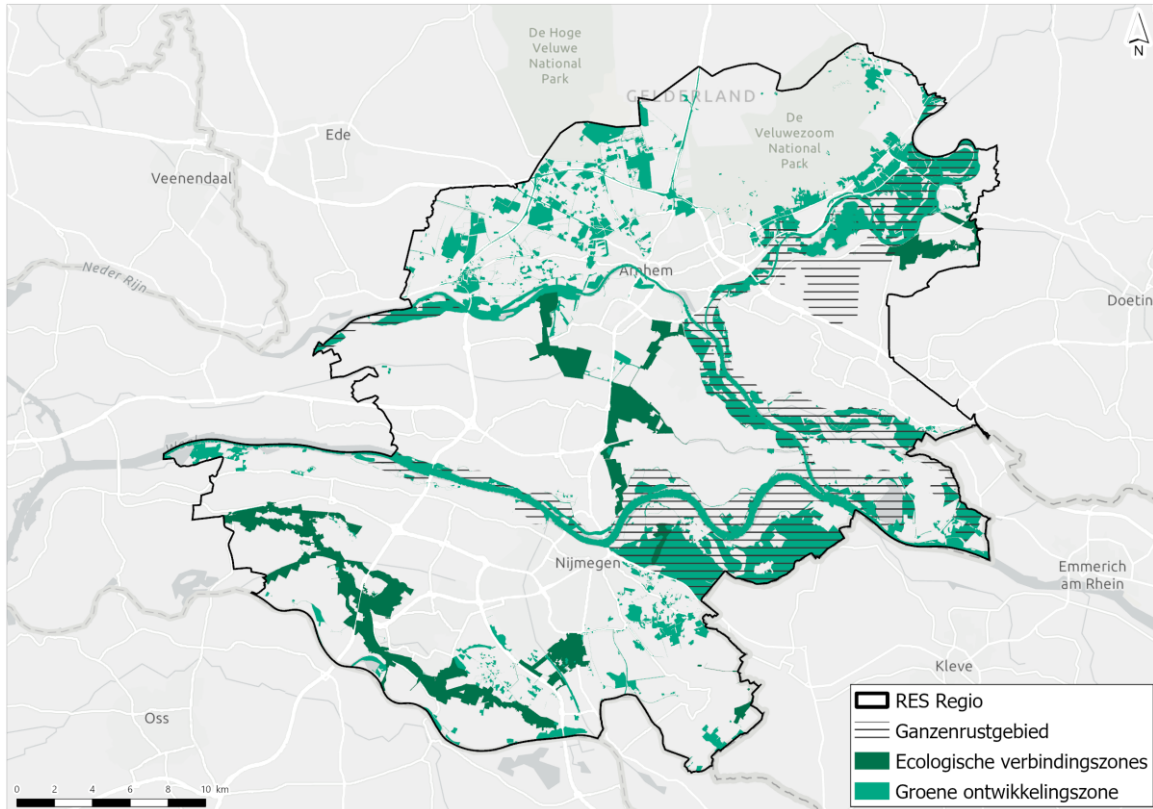 De Hoge
Veluwe
National
Park
N
GELDERLAND
De
Veluwezoom
National
Park
Ede
Veenendaal
Neder Rijn
Arnhem
Doetin
Nijmegen
Emmerich
am Rhein
Kleve
Oss
RES Regio
Ganzenrustgebied
Ecologische verbindingszones
Groene ontwikkelingszone
0 2 4 6 8 10 km